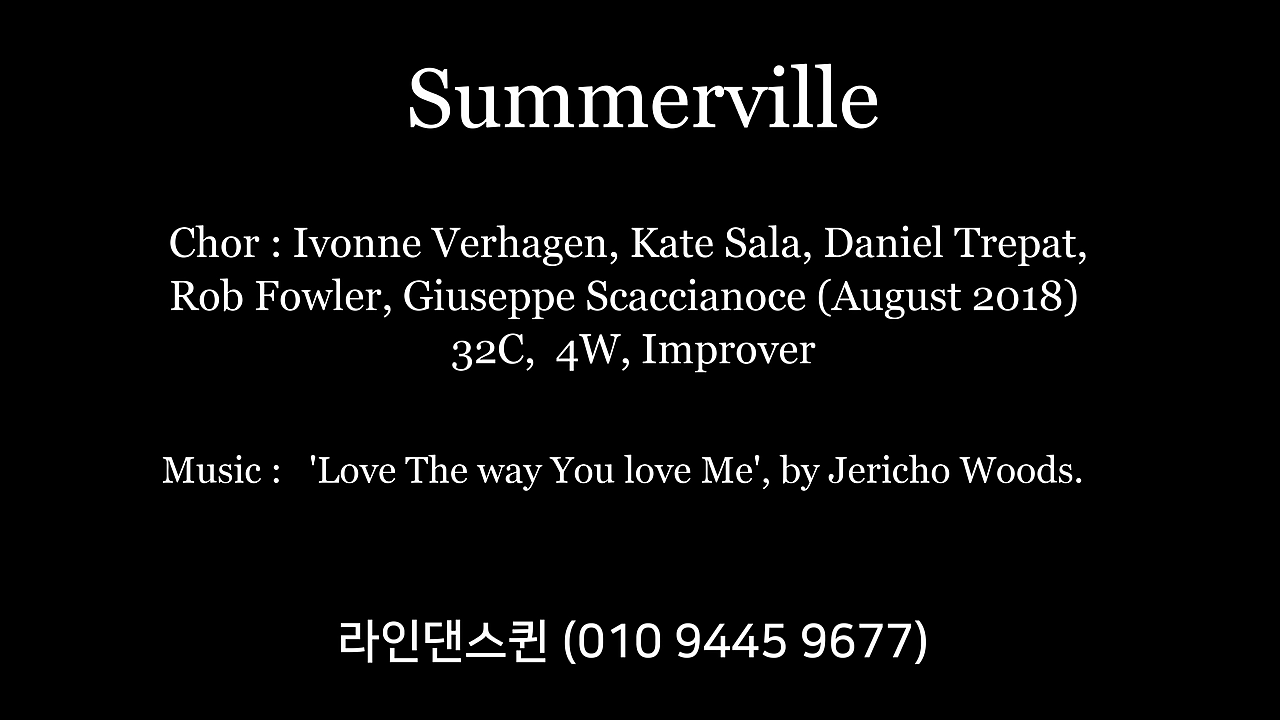 Summerville
Chor : Ivonne Verhagen, Kate Sala, Daniel Trepat,
Rob Fowler, Giuseppe Scaccianoce (August 2018)
32C,  4W, Improver
Music :   'Love The way You love Me', by Jericho Woods.
라인댄스퀸 (010 9445 9677)